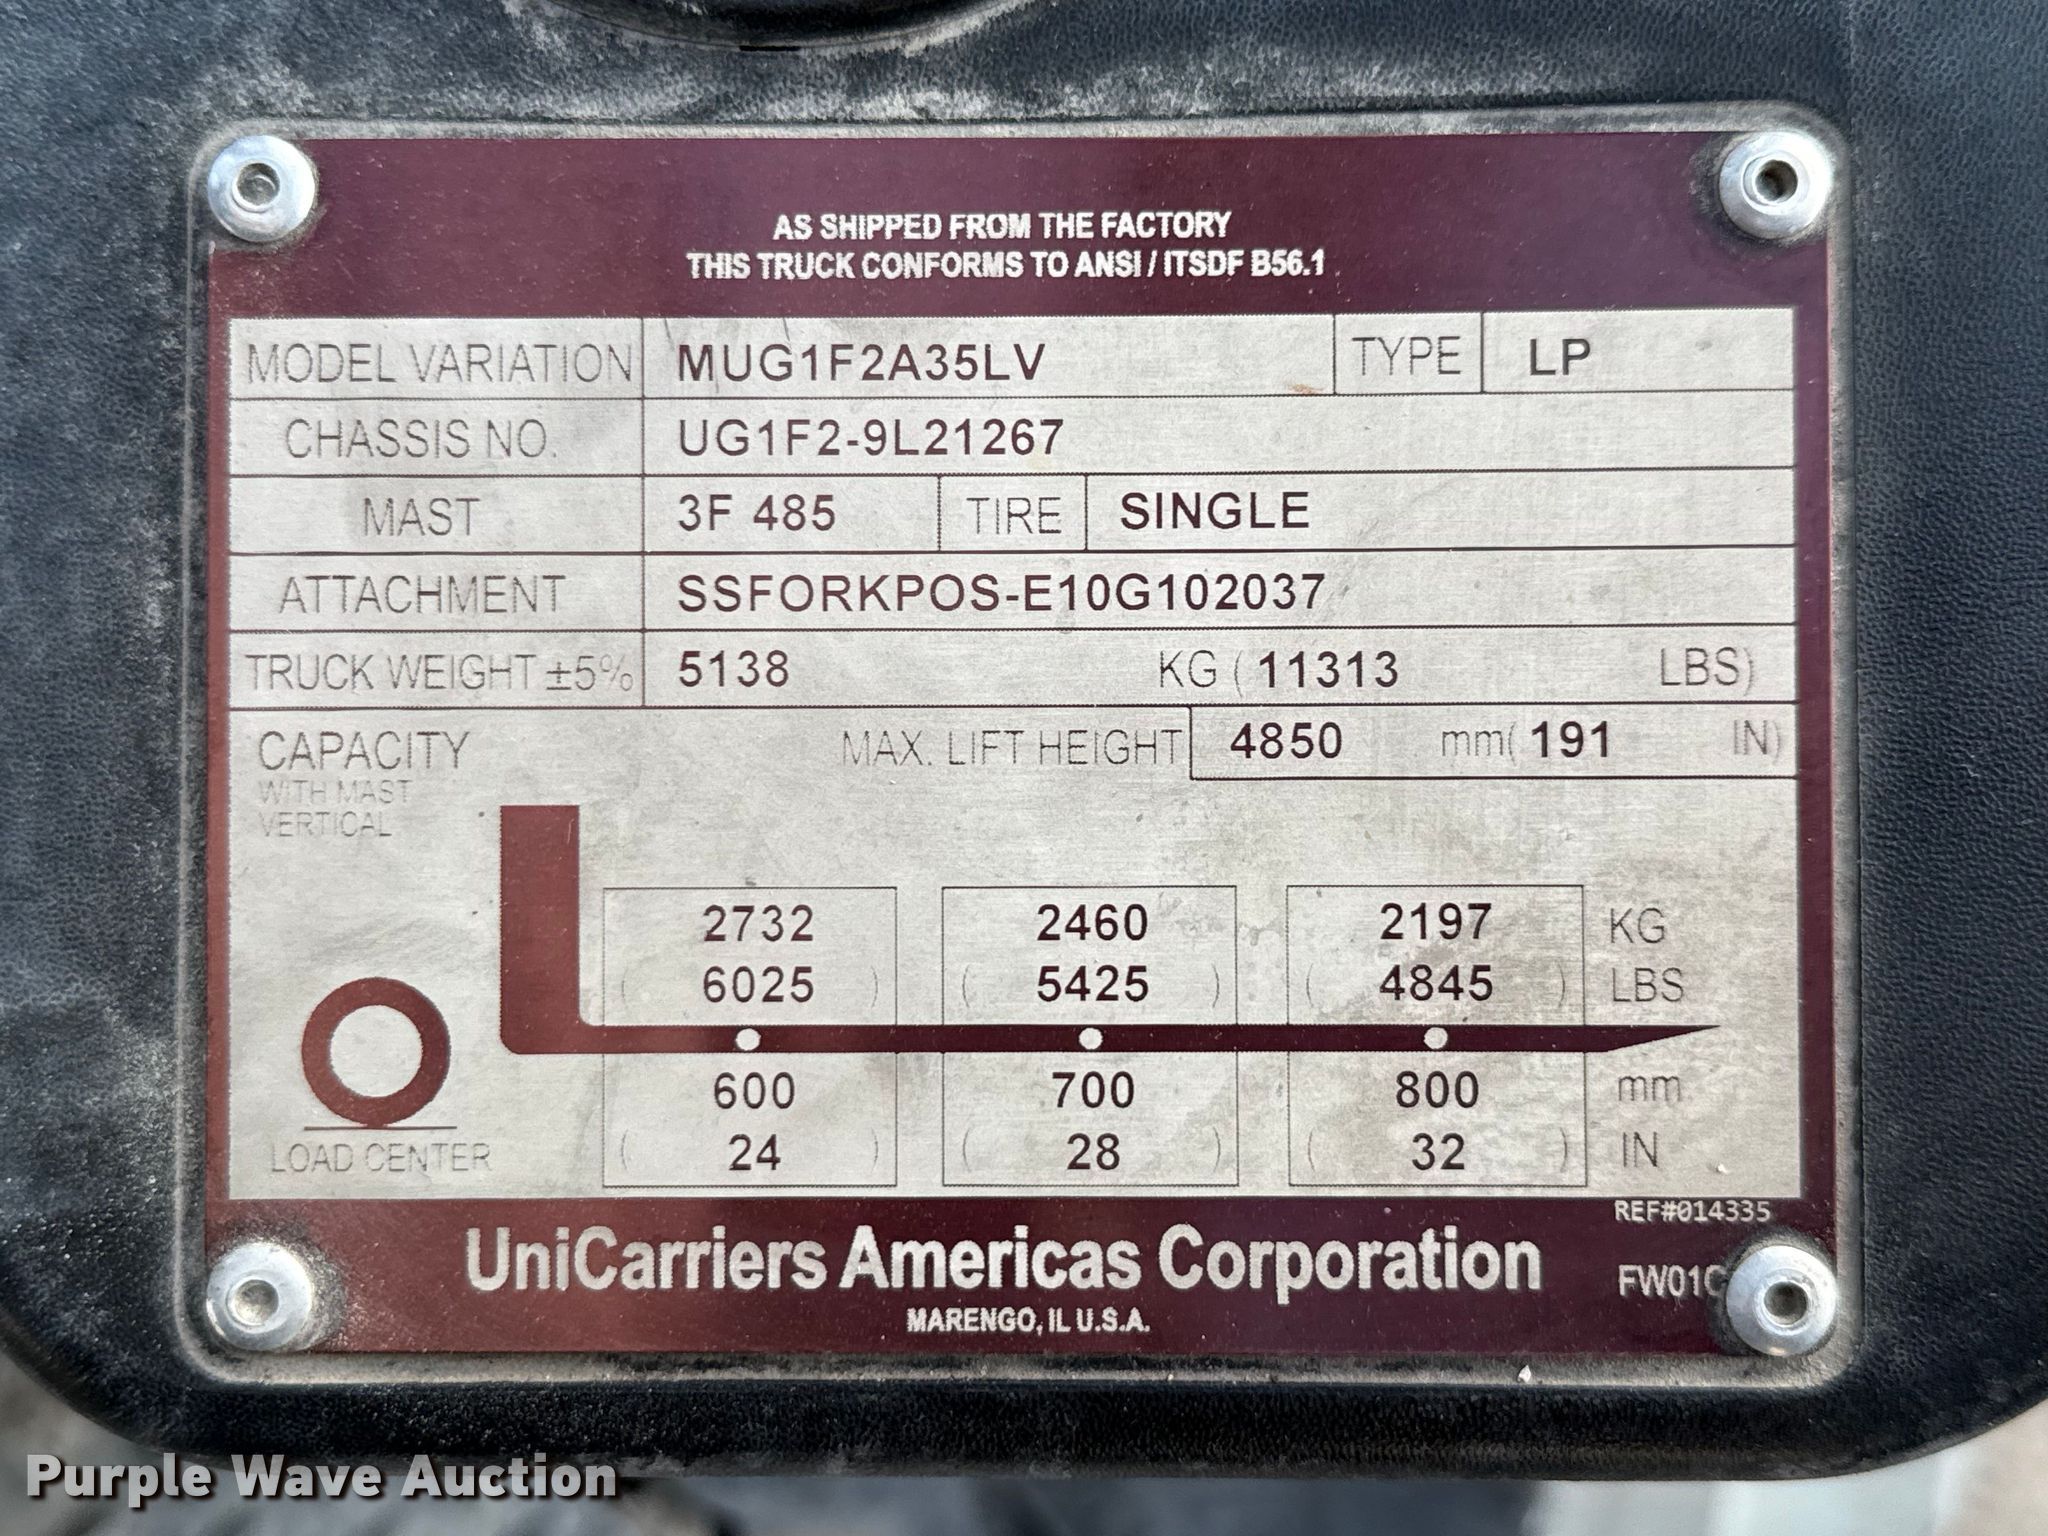 AS SHIPPED FROM THE FACTORY
THIS TRUCK CONFORMS TO ANSI / ITSDF B56.1
MODEL VARIATION MUG1F2A35LV TYPE LP
CHASSIS NO. UG1F2-9L21267
MAST 3F 485 TIRE SINGLE
ATTACHMENT SSFORKPOS-E10G102037
TRUCK WEIGHT ±5% 5138 KG ( 11313 LBS)
CAPACITY MAX. LIFT HEIGHT 4850 mm( 191 IN)
WITH MAST
VERTICAL
2732 2460 2197 KG
( 6025 ) ( 5425 ) ( 4845 ) LBS
600 700 800 mm
LOAD CENTER ( 24 ) ( 28 ) ( 32 ) IN
REF#014335
UniCarriers Americas Corporation FW01C
MARENGO, IL U.S.A.
Purple Wave Auction